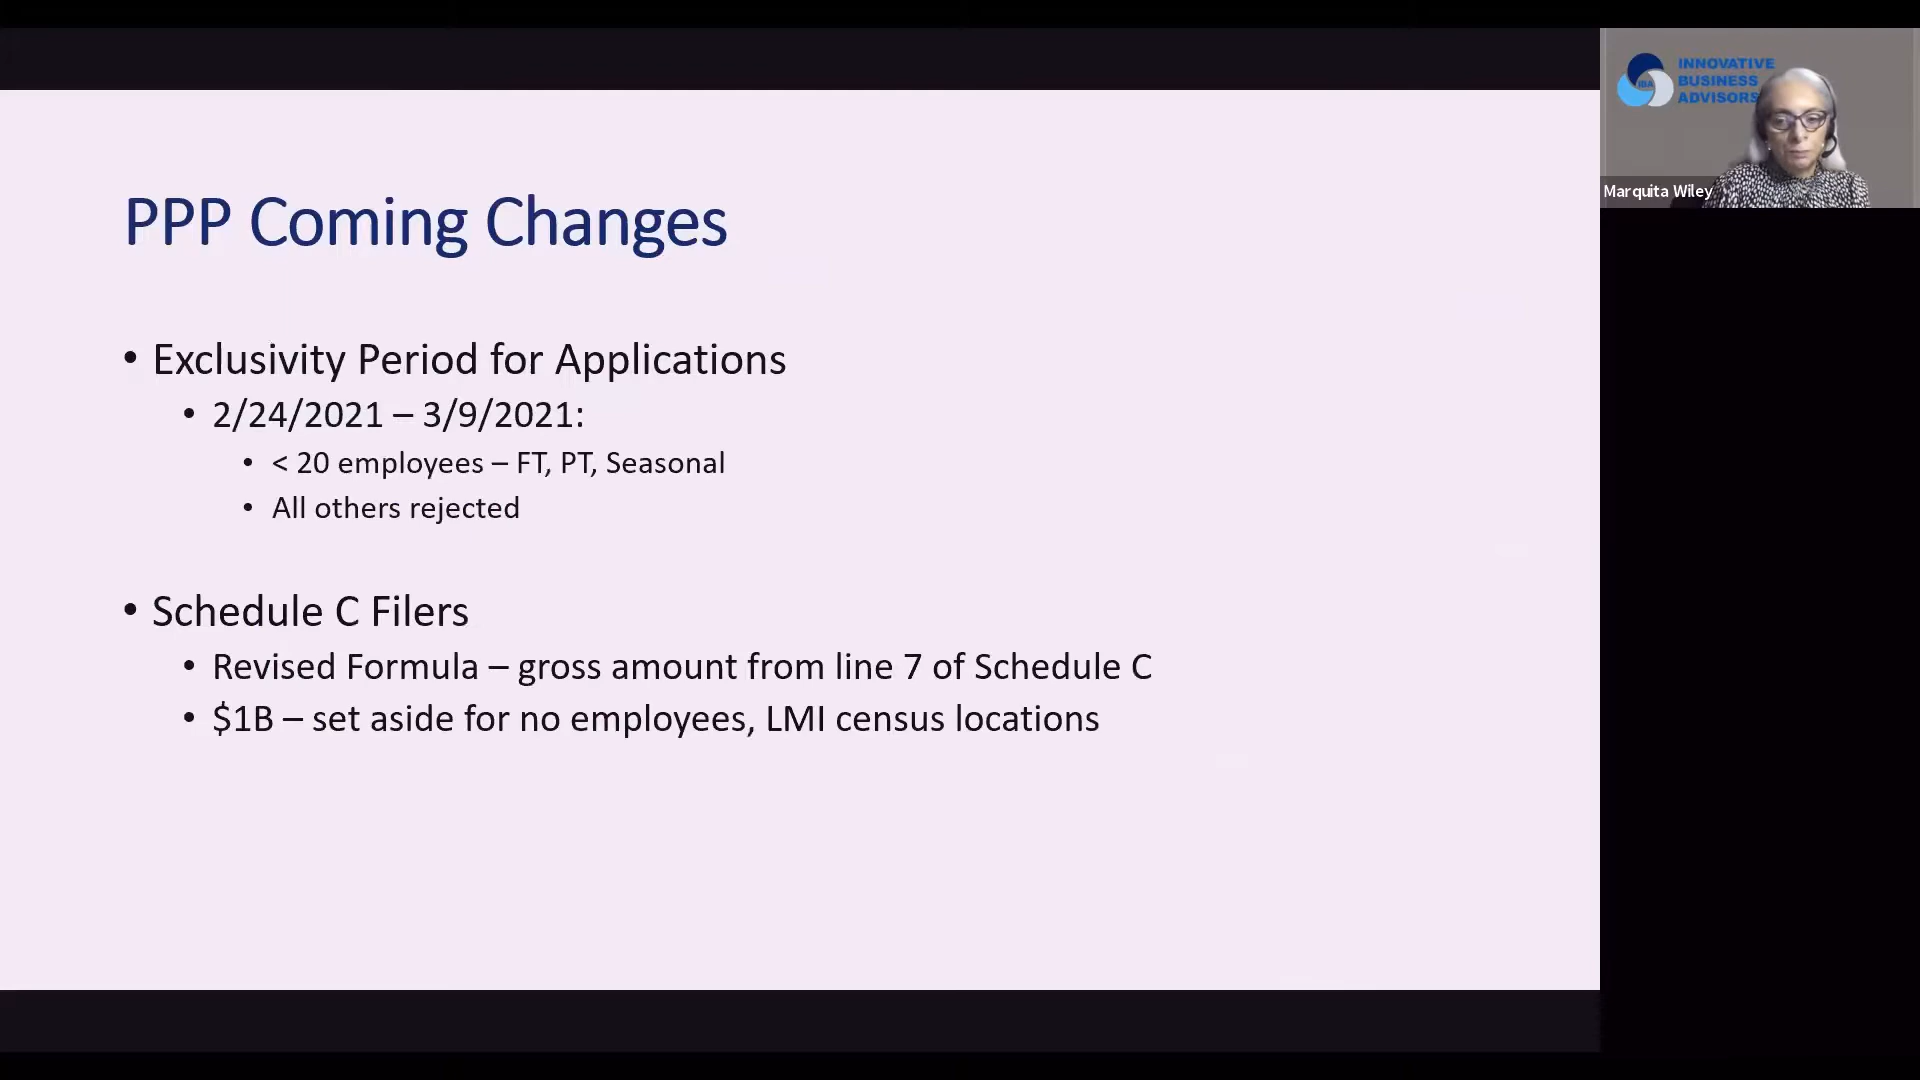 PPP Coming Changes
• Exclusivity Period for Applications
• 2/24/2021 – 3/9/2021:
• < 20 employees – FT, PT, Seasonal
• All others rejected
• Schedule C Filers
• Revised Formula – gross amount from line 7 of Schedule C
• $1B – set aside for no employees, LMI census locations
IBA
INNOVATIVE
BUSINESS
ADVISORS
Marquita Wiley